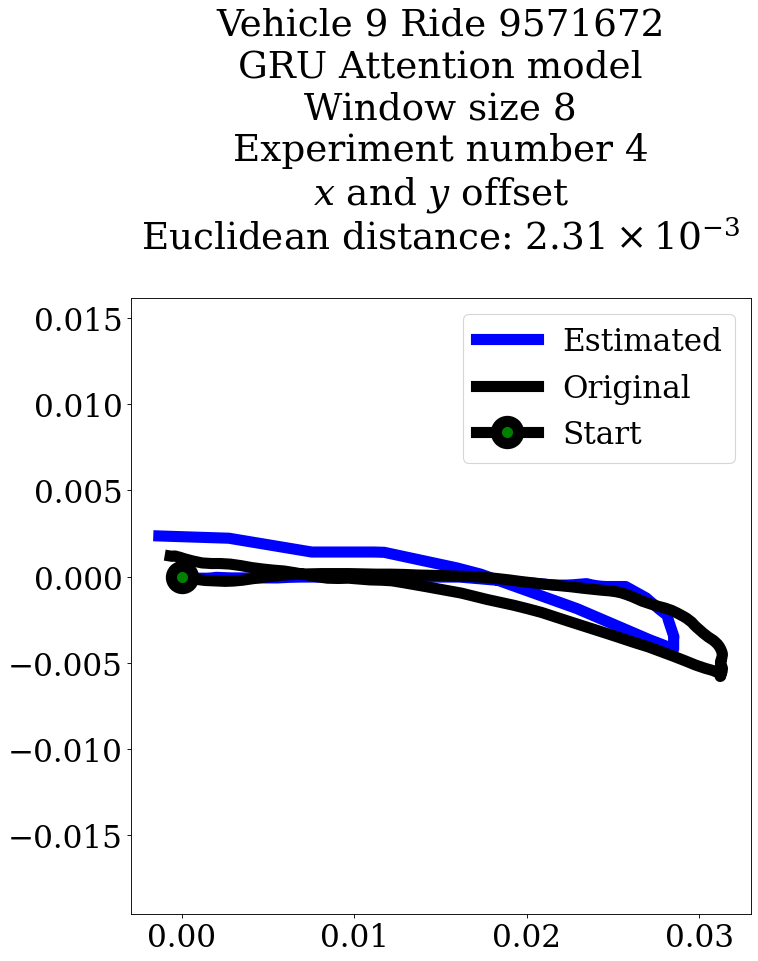 Vehicle 9 Ride 9571672
GRU Attention model
Window size 8
Experiment number 4
x and y offset
Euclidean distance: 2.31 × 10⁻³
Estimated
Original
Start
0.015
0.010
0.005
0.000
−0.005
−0.010
−0.015
0.00 0.01 0.02 0.03